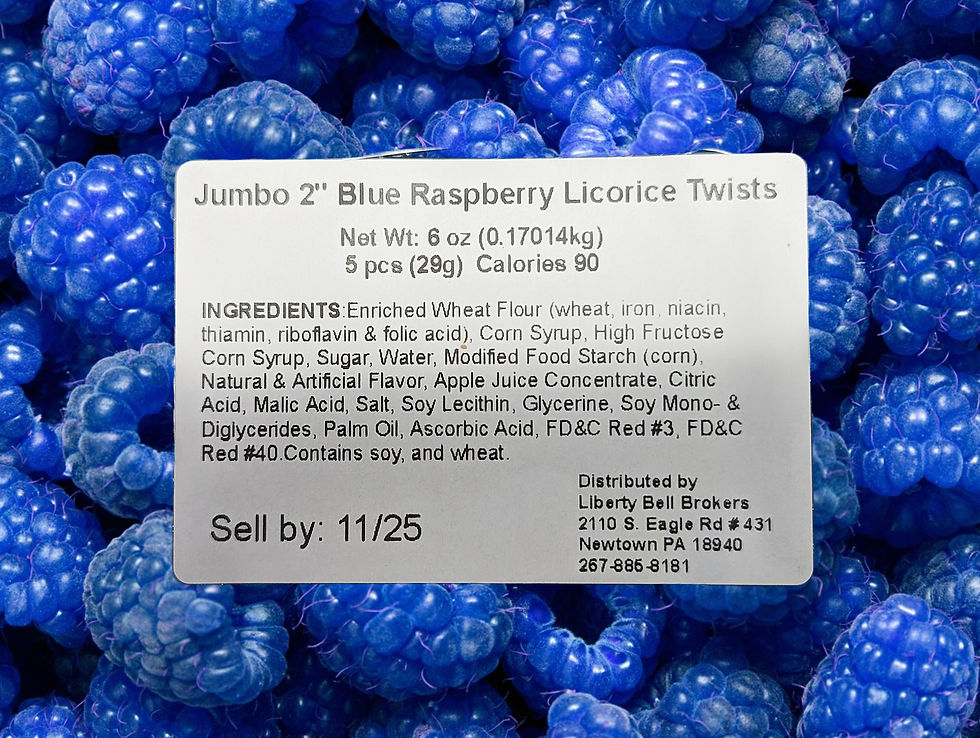 Jumbo 2" Blue Raspberry Licorice Twists
Net Wt: 6 oz (0.17014kg)
5 pcs (29g) Calories 90
INGREDIENTS:Enriched Wheat Flour (wheat, iron, niacin,
thiamin, riboflavin & folic acid), Corn Syrup, High Fructose
Corn Syrup, Sugar, Water, Modified Food Starch (corn),
Natural & Artificial Flavor, Apple Juice Concentrate, Citric
Acid, Malic Acid, Salt, Soy Lecithin, Glycerine, Soy Mono- &
Diglycerides, Palm Oil, Ascorbic Acid, FD&C Red #3, FD&C
Red #40.Contains soy, and wheat.
Distributed by
Liberty Bell Brokers
2110 S. Eagle Rd # 431
Newtown PA 18940
267-885-8181
Sell by: 11/25